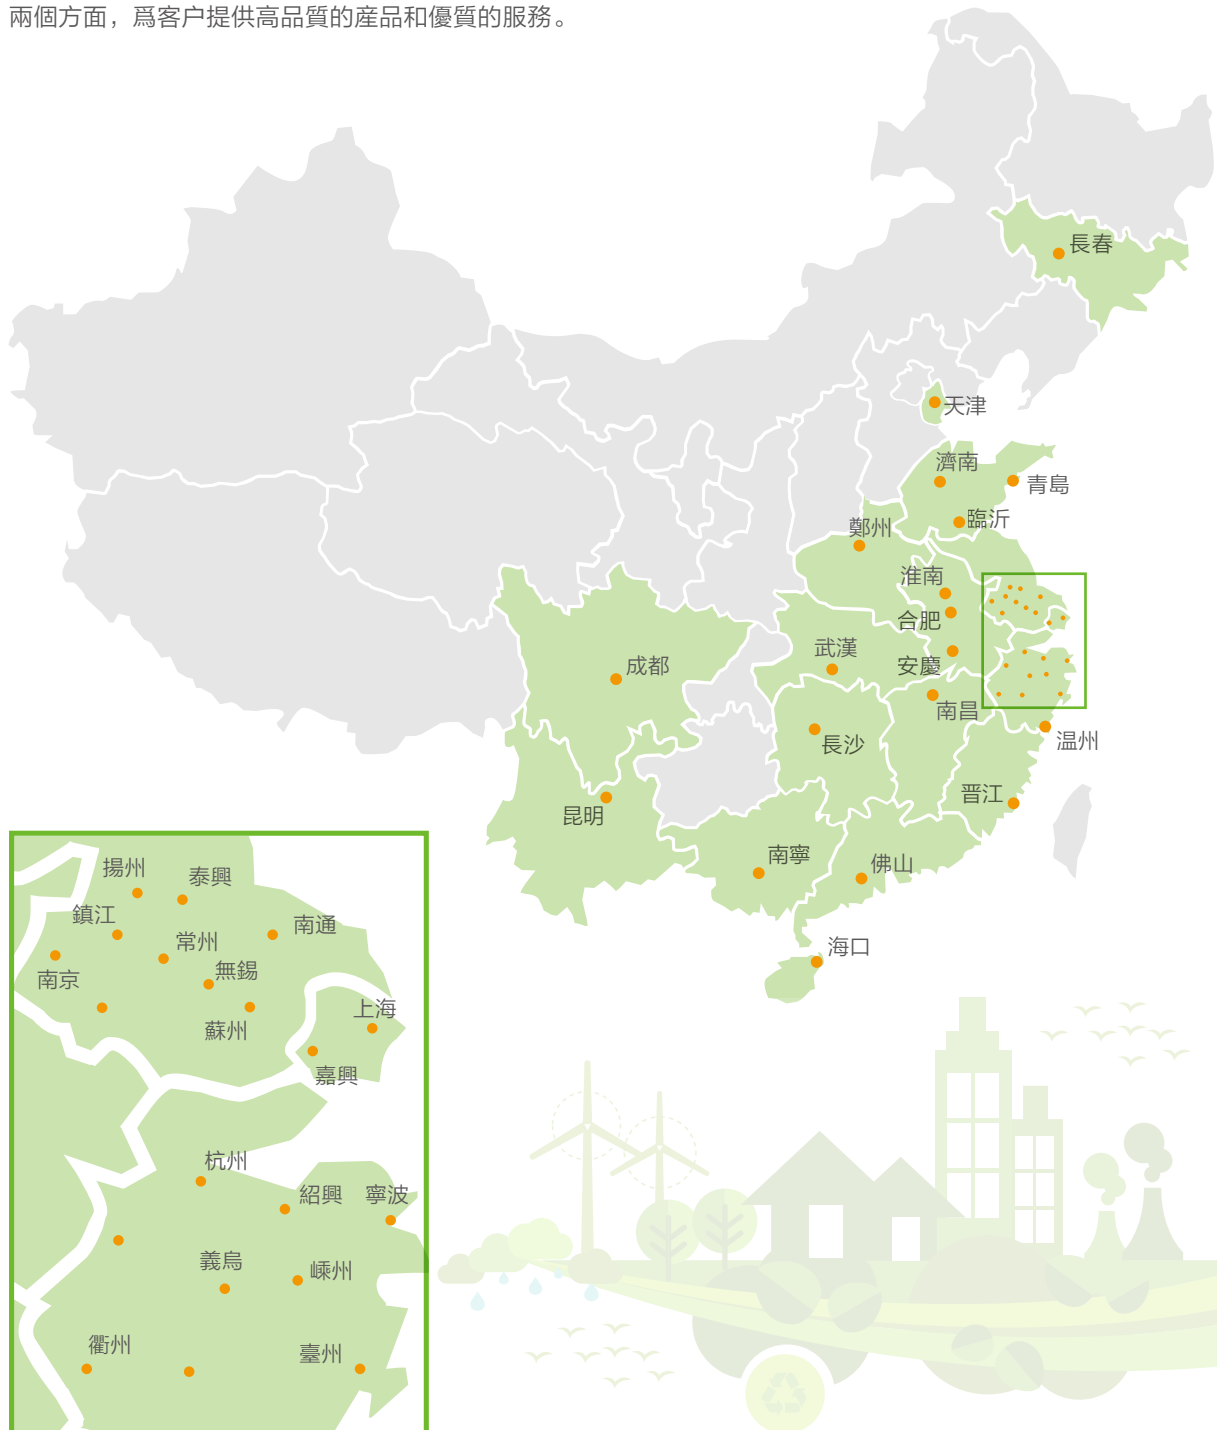 兩個方面，爲客户提供高品質的産品和優質的服務。
長春
天津
濟南
青島
臨沂
鄭州
淮南
合肥
武漢
安慶
成都
南昌
長沙
温州
晋江
昆明
南寧
佛山
海口
揚州
泰興
鎮江
南通
常州
無錫
南京
上海
蘇州
嘉興
杭州
紹興
寧波
義烏
嵊州
衢州
臺州